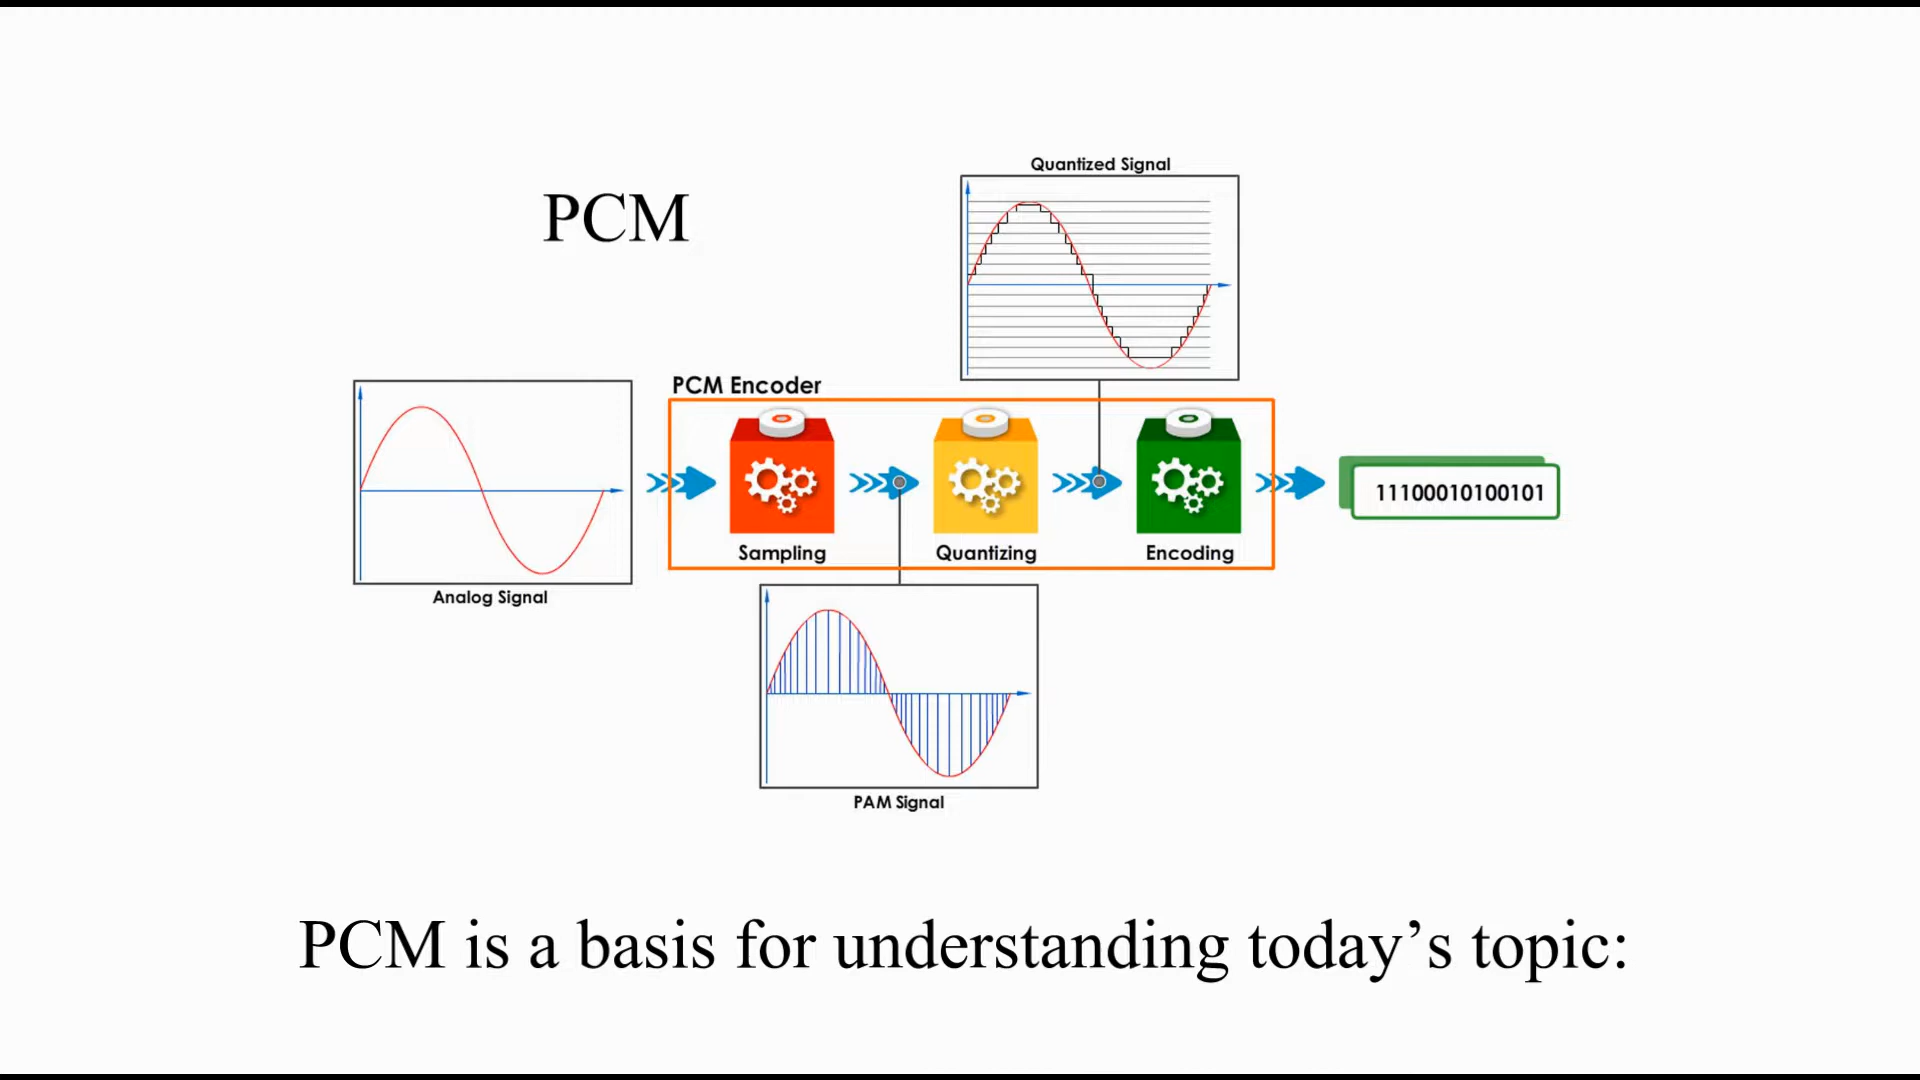 PCM
Quantized Signal
PCM Encoder
Analog Signal
Sampling
Quantizing
Encoding
11100010100101
PAM Signal
PCM is a basis for understanding today’s topic: